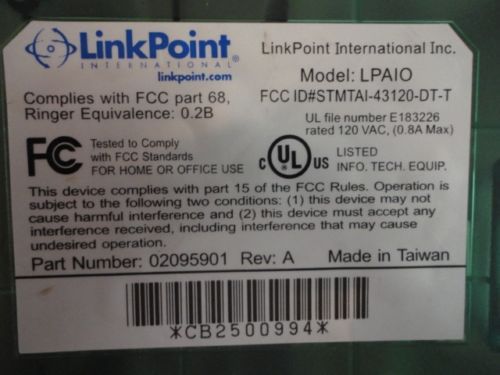 LinkPoint®
INTERNATIONAL
linkpoint.com
LinkPoint International Inc.
Model: LPAIO
Complies with FCC part 68,
Ringer Equivalence: 0.2B
FCC ID#STMTAI-43120-DT-T
UL file number E183226
rated 120 VAC, (0.8A Max)
FC
Tested to Comply
with FCC Standards
FOR HOME OR OFFICE USE
C UL® US
LISTED
INFO. TECH. EQUIP.
This device complies with part 15 of the FCC Rules. Operation is
subject to the following two conditions: (1) this device may not
cause harmful interference and (2) this device must accept any
interference received, including interference that may cause
undesired operation.
Part Number: 02095901 Rev: A Made in Taiwan
*CB2500994*